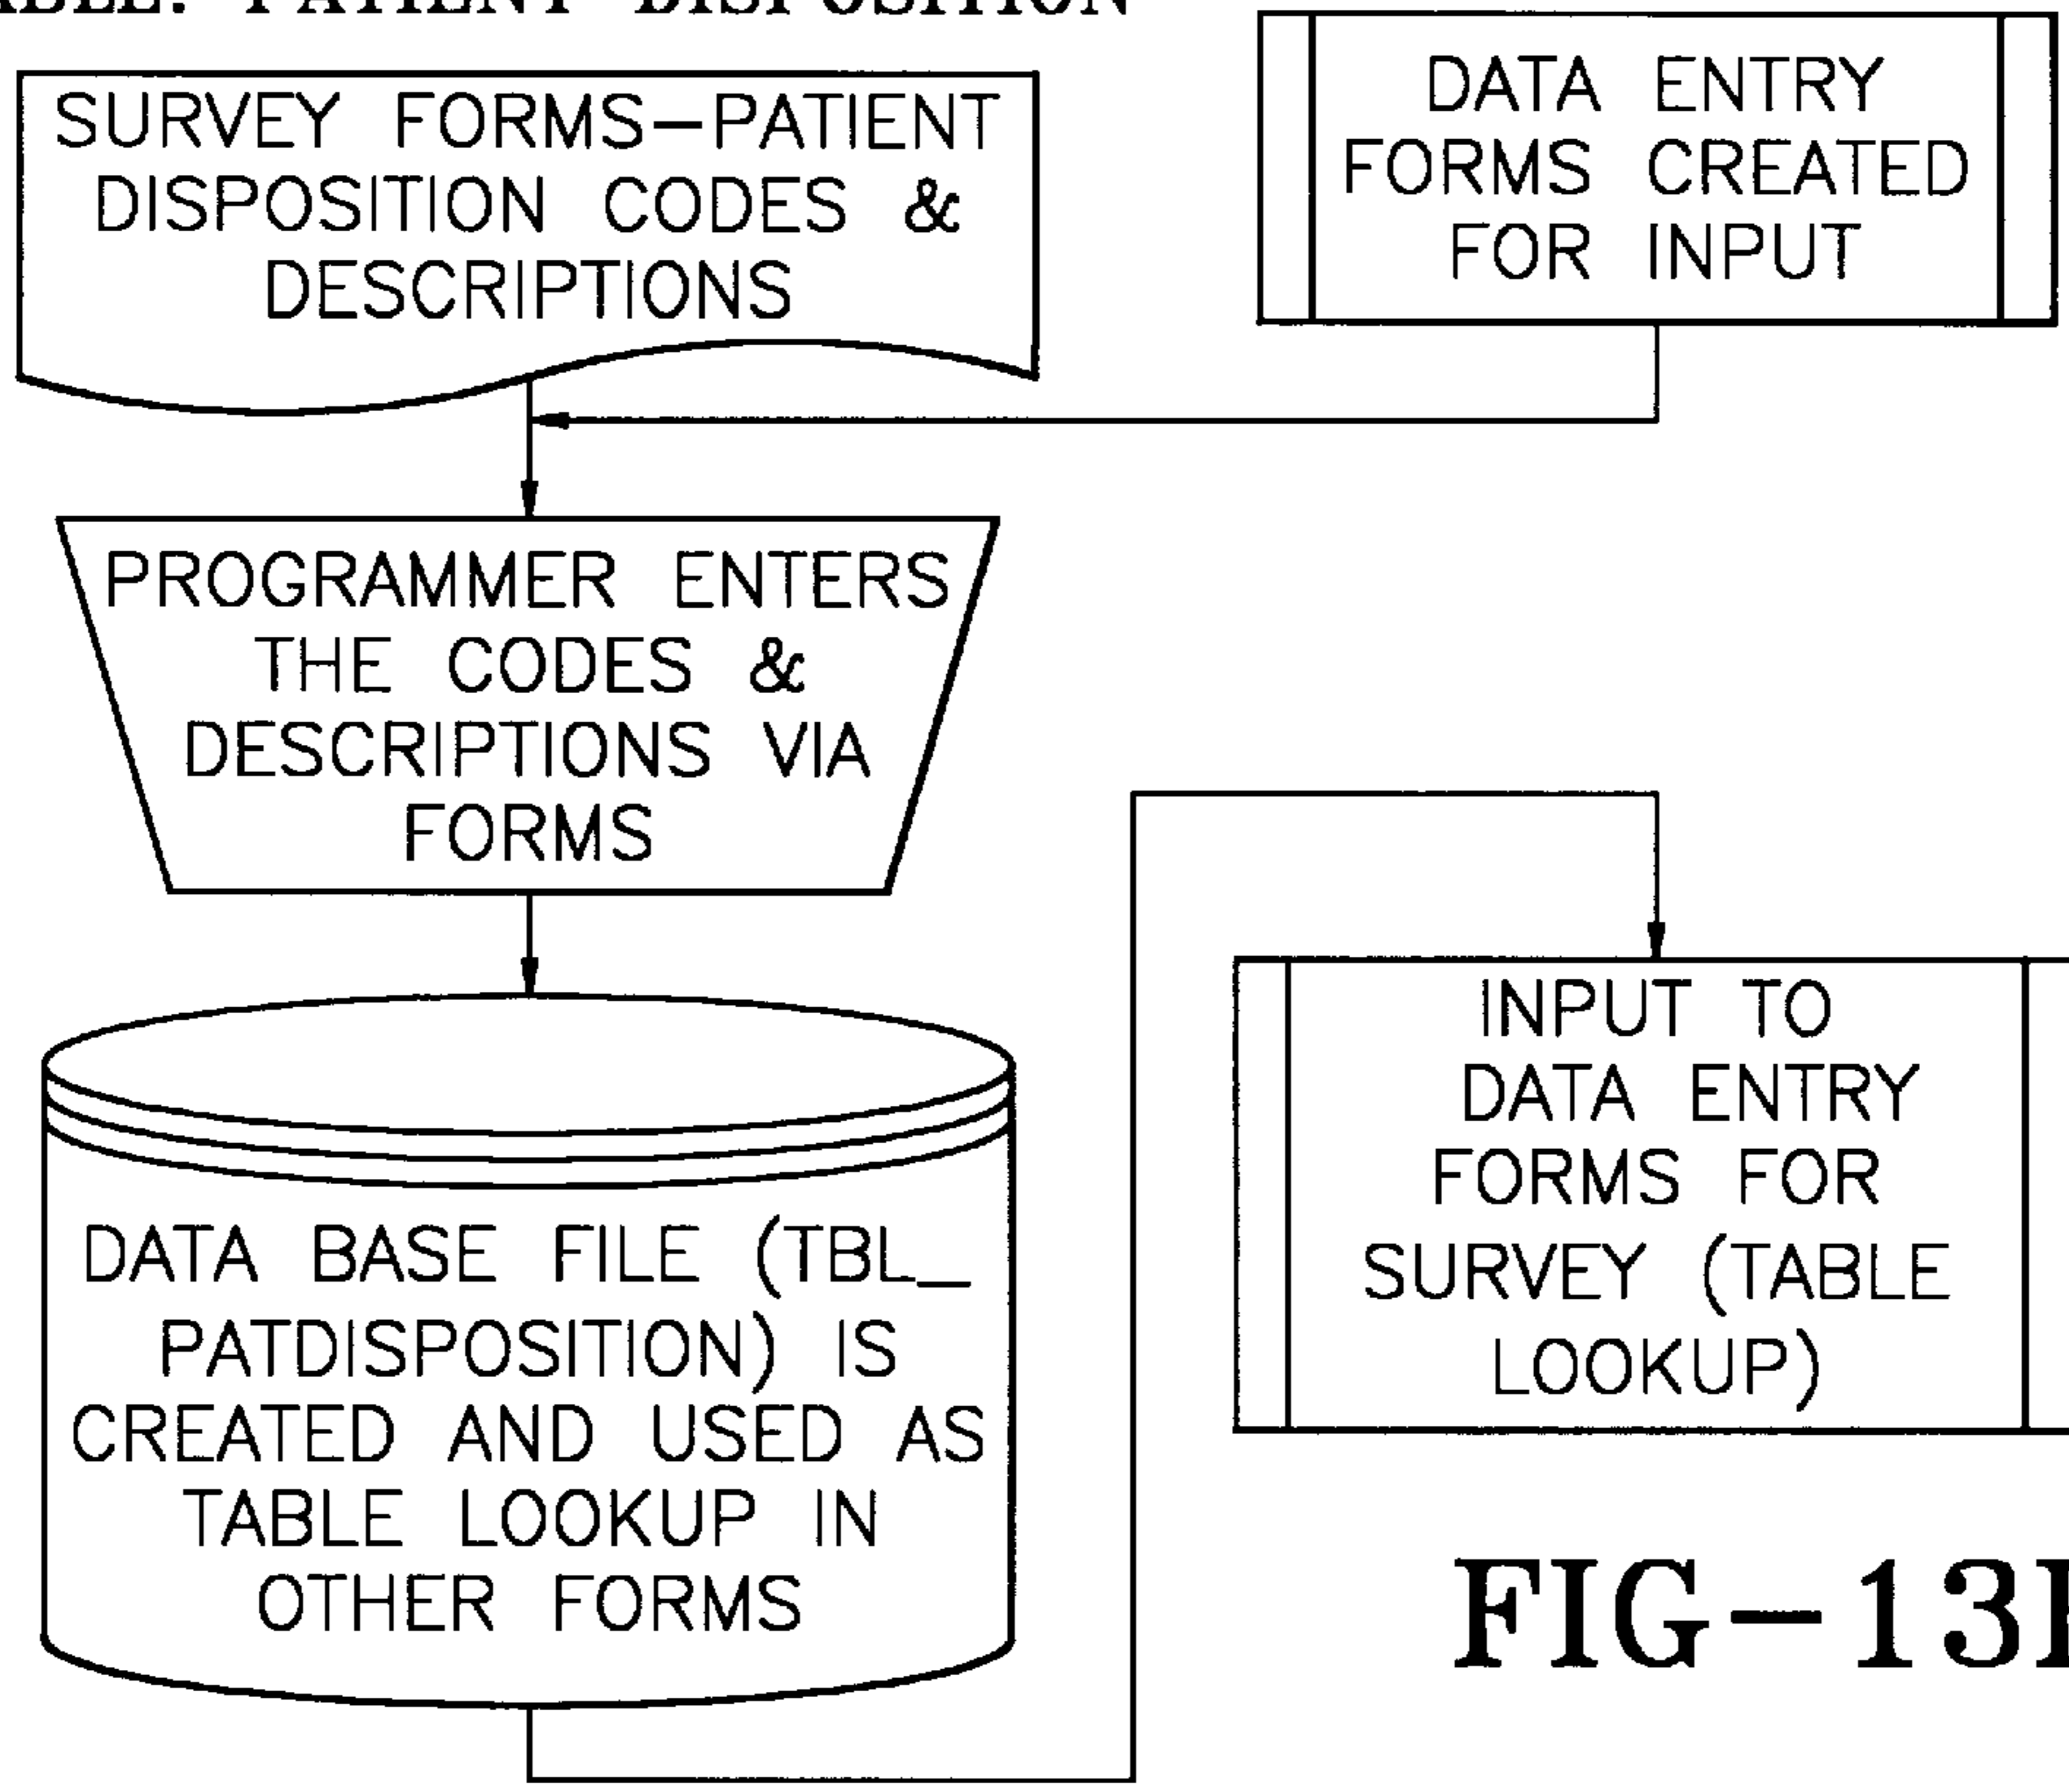 PATIENT DISPOSITION
SURVEY FORMS-PATIENT
DISPOSITION CODES &
DESCRIPTIONS
DATA ENTRY
FORMS CREATED
FOR INPUT
PROGRAMMER ENTERS
THE CODES &
DESCRIPTIONS VIA
FORMS
DATA BASE FILE (TBL_
PATDISPOSITION) IS
CREATED AND USED AS
TABLE LOOKUP IN
OTHER FORMS
INPUT TO
DATA ENTRY
FORMS FOR
SURVEY (TABLE
LOOKUP)